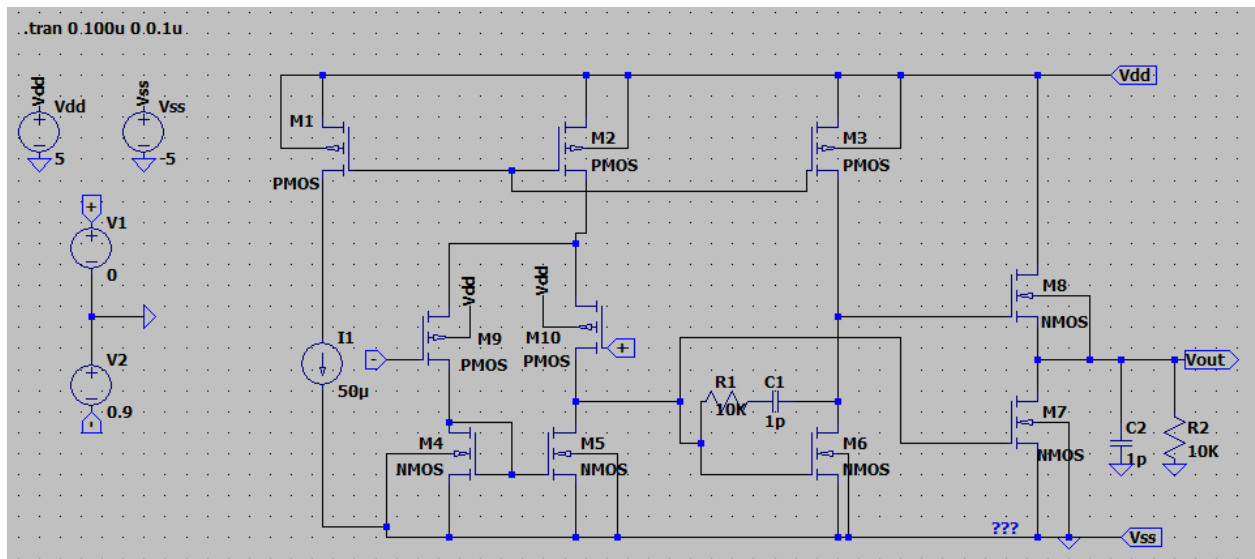 .tran 0 100u 0 0.1u
Vdd
Vdd
5
Vss
Vss
-5
+
V1
0
V2
0.9
-
M1
PMOS
M2
PMOS
M3
PMOS
Vdd
I1
50µ
-
Vdd
M9
PMOS
Vdd
M10
PMOS
+
M4
NMOS
M5
NMOS
R1
10K
C1
1p
M6
NMOS
M8
NMOS
M7
NMOS
Vout
C2
1p
R2
10K
???
Vss